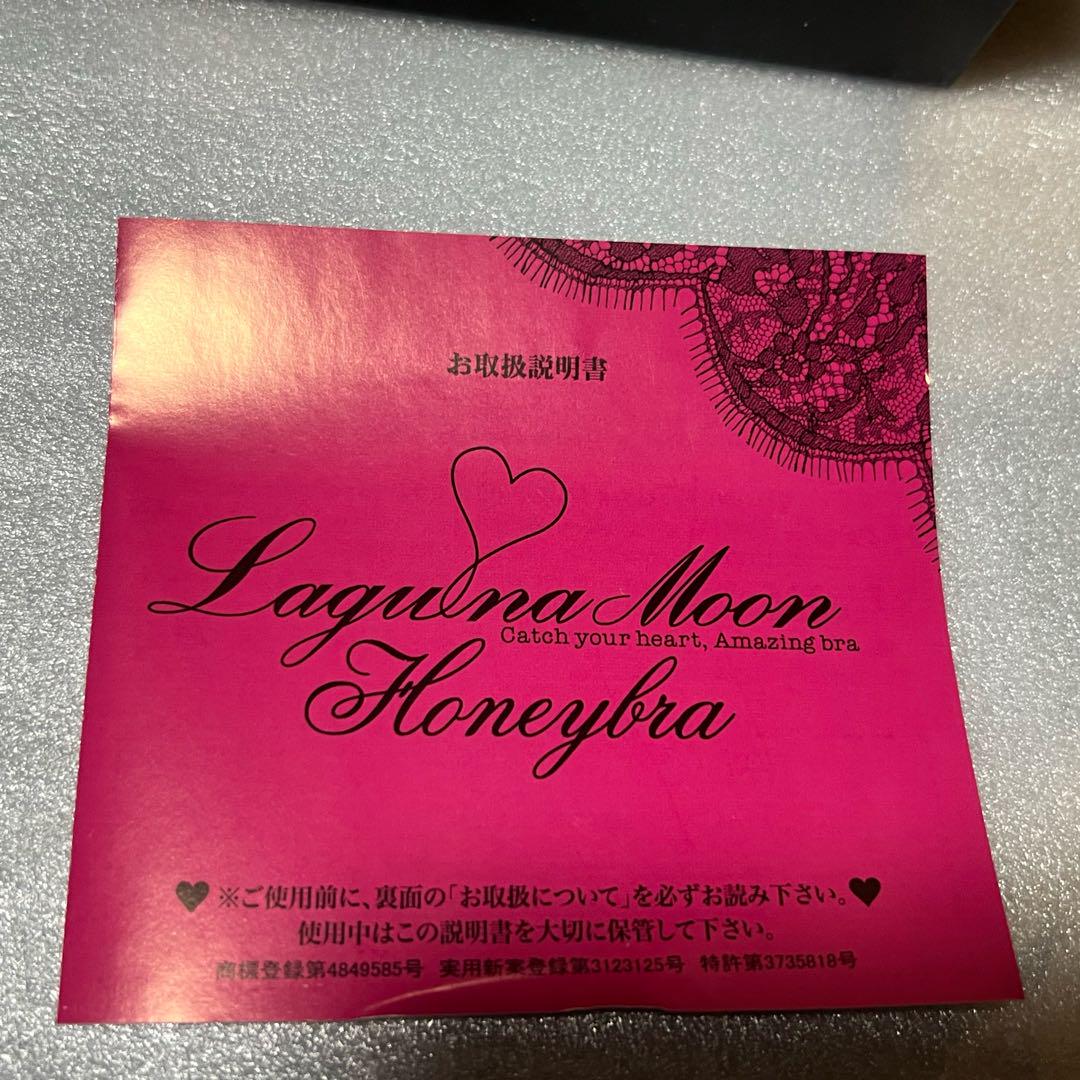 お取扱説明書
Laguna Moon
Catch your heart, Amazing bra
Honeybra
♥ ※ご使用前に、裏面の「お取扱について」を必ずお読み下さい。♥
使用中はこの説明書を大切に保管して下さい。
商標登録第4849585号 実用新案登録第3123125号 特許第3735818号